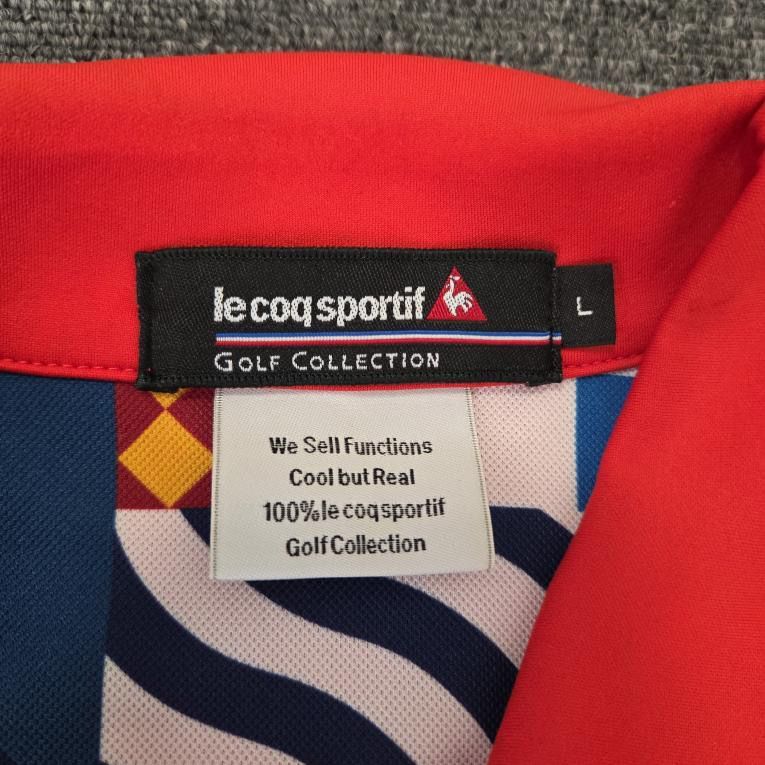 le coq sportif
L
GOLF COLLECTION
We Sell Functions
Cool but Real
100% le coq sportif
Golf Collection